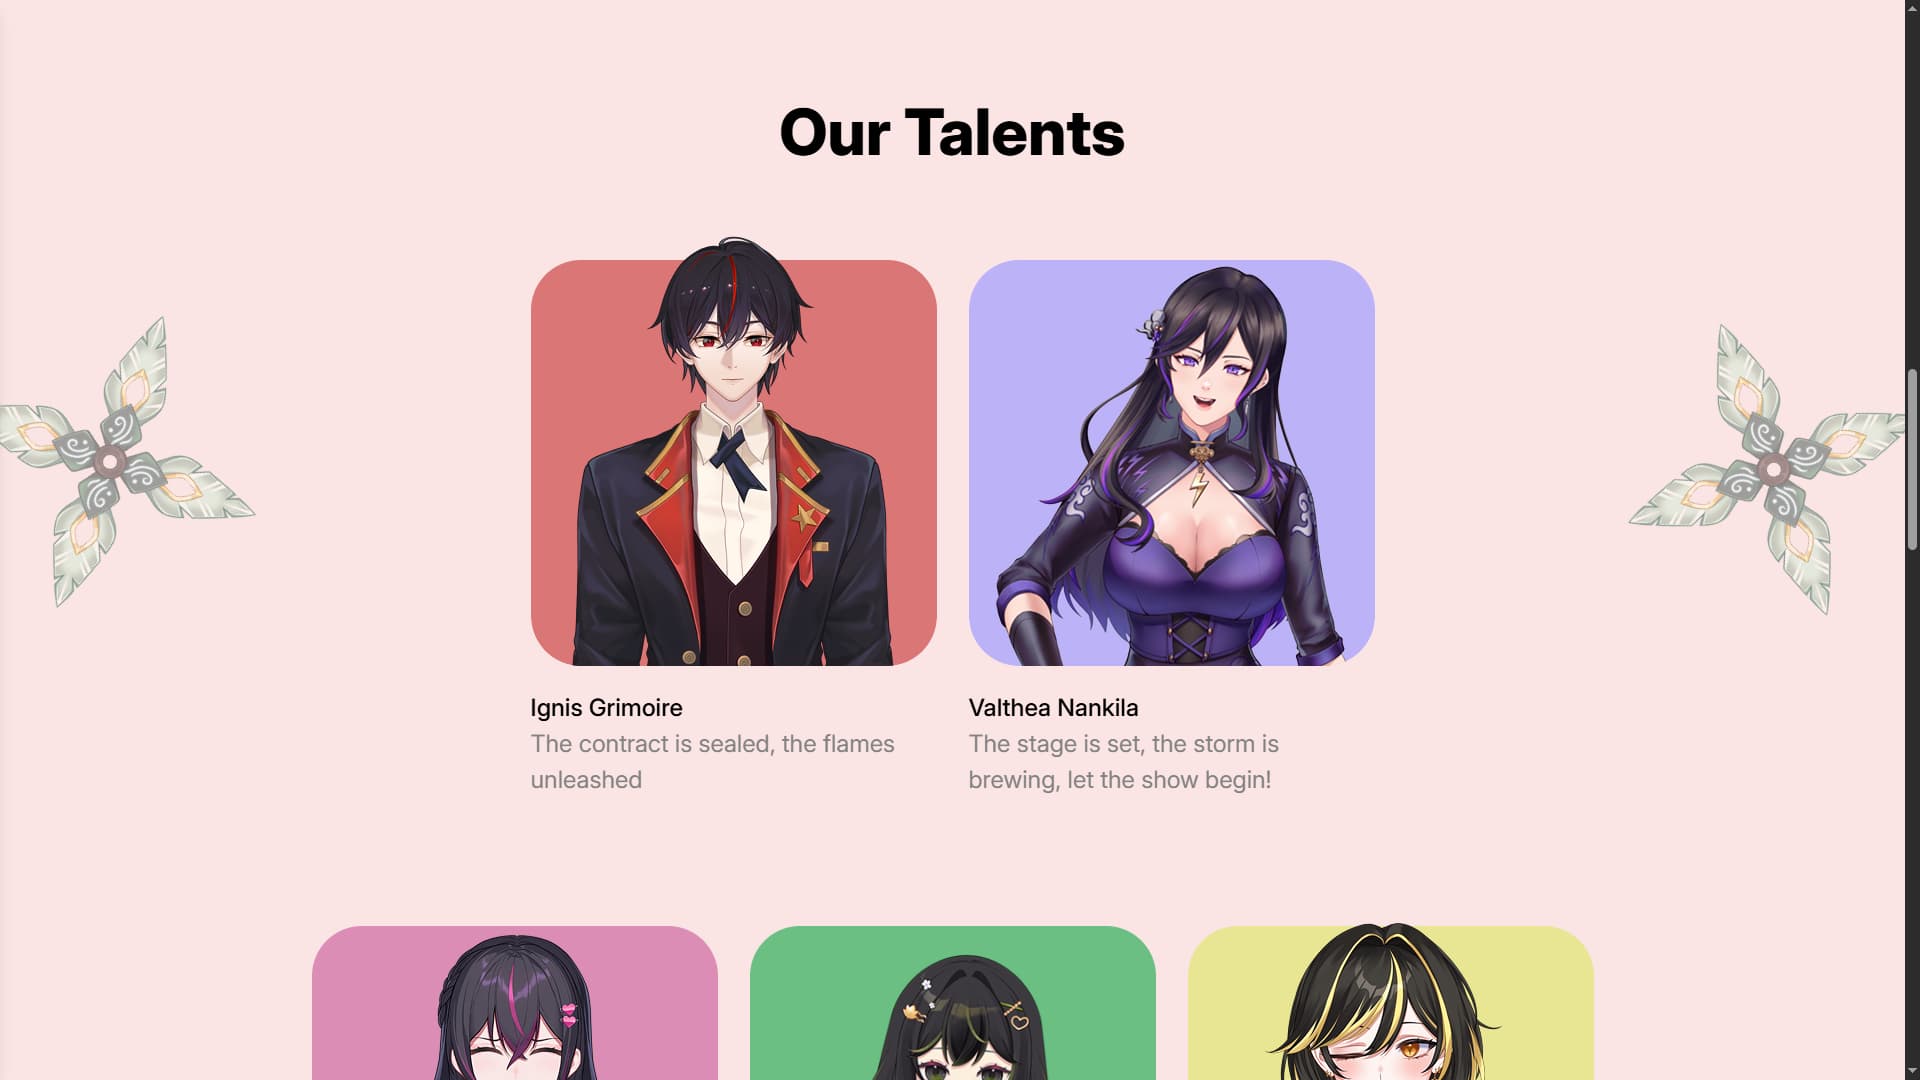 Our Talents
Ignis Grimoire
The contract is sealed, the flames
unleashed
Valthea Nankila
The stage is set, the storm is
brewing, let the show begin!